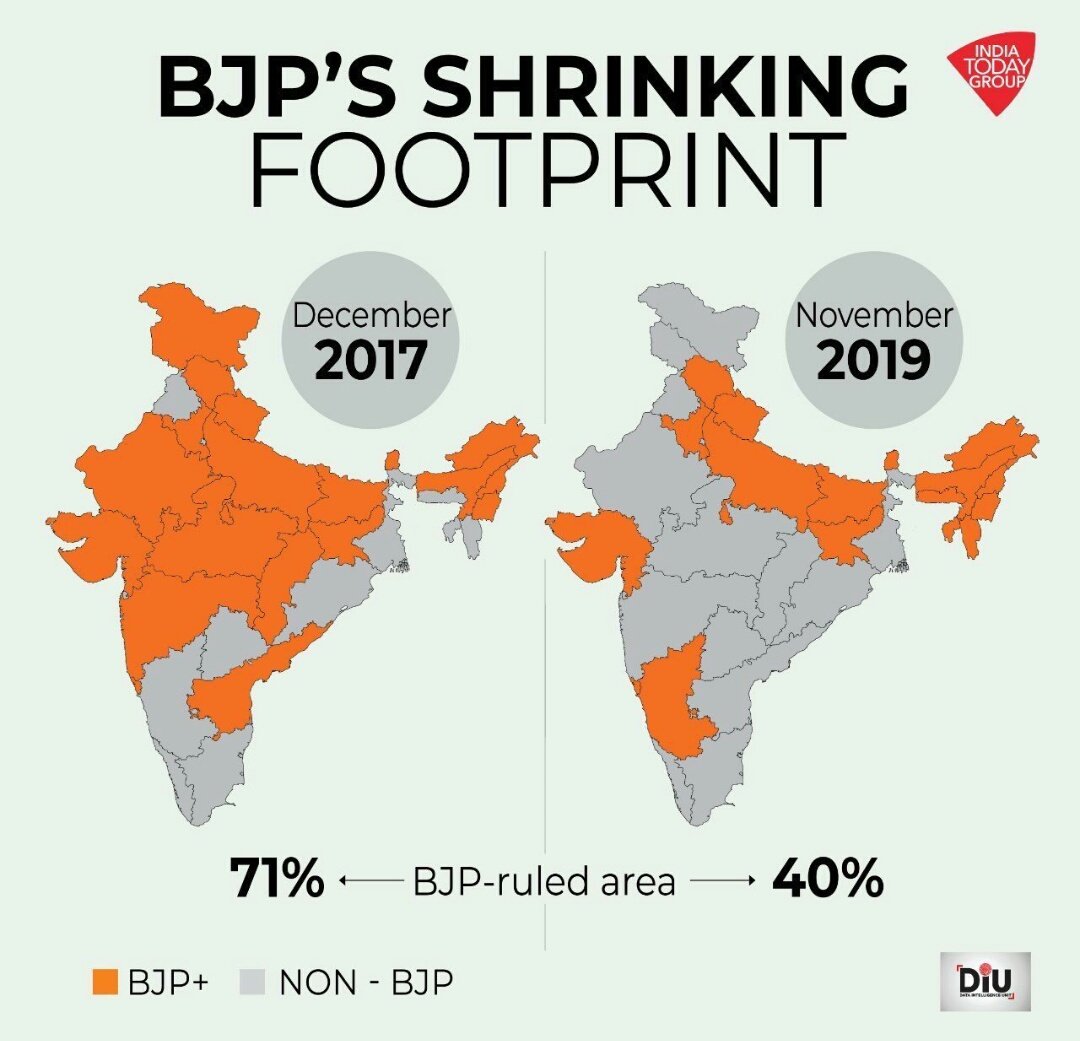 BJP'S SHRINKING
FOOTPRINT
INDIA
TODAY
GROUP
December
2017
November
2019
71%
BJP-ruled area
40%
BJP+
NON - BJP
DiU
DATA INTELLIGENCE UNIT